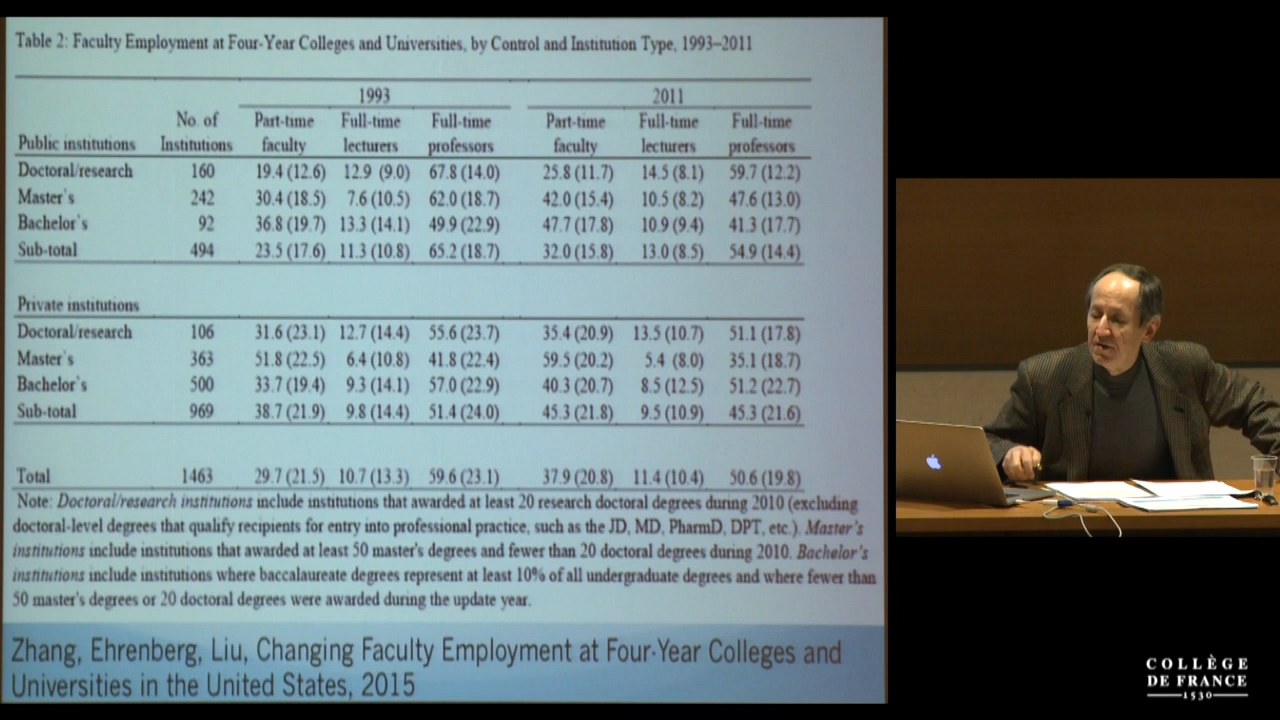 Table 2: Faculty Employment at Four-Year Colleges and Universities, by Control and Institution Type, 1993–2011
1993 2011
No. of Part-time Full-time Full-time Part-time Full-time Full-time
Public institutions Institutions faculty lecturers professors faculty lecturers professors
Doctoral/research 160 19.4 (12.6) 12.9 (9.0) 67.8 (14.0) 25.8 (11.7) 14.5 (8.1) 59.7 (12.2)
Master's 242 30.4 (18.5) 7.6 (10.5) 62.0 (18.7) 42.0 (15.4) 10.5 (8.2) 47.6 (13.0)
Bachelor's 92 36.8 (19.7) 13.3 (14.1) 49.9 (22.9) 47.7 (17.8) 10.9 (9.4) 41.3 (17.7)
Sub-total 494 23.5 (17.6) 11.3 (10.8) 65.2 (18.7) 32.0 (15.8) 13.0 (8.5) 54.9 (14.4)
Private institutions
Doctoral/research 106 31.6 (23.1) 12.7 (14.4) 55.6 (23.7) 35.4 (20.9) 13.5 (10.7) 51.1 (17.8)
Master's 363 51.8 (22.5) 6.4 (10.8) 41.8 (22.4) 59.5 (20.2) 5.4 (8.0) 35.1 (18.7)
Bachelor's 500 33.7 (19.4) 9.3 (14.1) 57.0 (22.9) 40.3 (20.7) 8.5 (12.5) 51.2 (22.7)
Sub-total 969 38.7 (21.9) 9.8 (14.4) 51.4 (24.0) 45.3 (21.8) 9.5 (10.9) 45.3 (21.6)
Total 1463 29.7 (21.5) 10.7 (13.3) 59.6 (23.1) 37.9 (20.8) 11.4 (10.4) 50.6 (19.8)
Note: Doctoral/research institutions include institutions that awarded at least 20 research doctoral degrees during 2010 (excluding
doctoral-level degrees that qualify recipients for entry into professional practice, such as the JD, MD, PharmD, DPT, etc.). Master's
institutions include institutions that awarded at least 50 master's degrees and fewer than 20 doctoral degrees during 2010. Bachelor's
institutions include institutions where baccalaureate degrees represent at least 10% of all undergraduate degrees and where fewer than
50 master's degrees or 20 doctoral degrees were awarded during the update year.
Zhang, Ehrenberg, Liu, Changing Faculty Employment at Four-Year Colleges and
Universities in the United States, 2015
COLLÈGE
DE FRANCE
1530